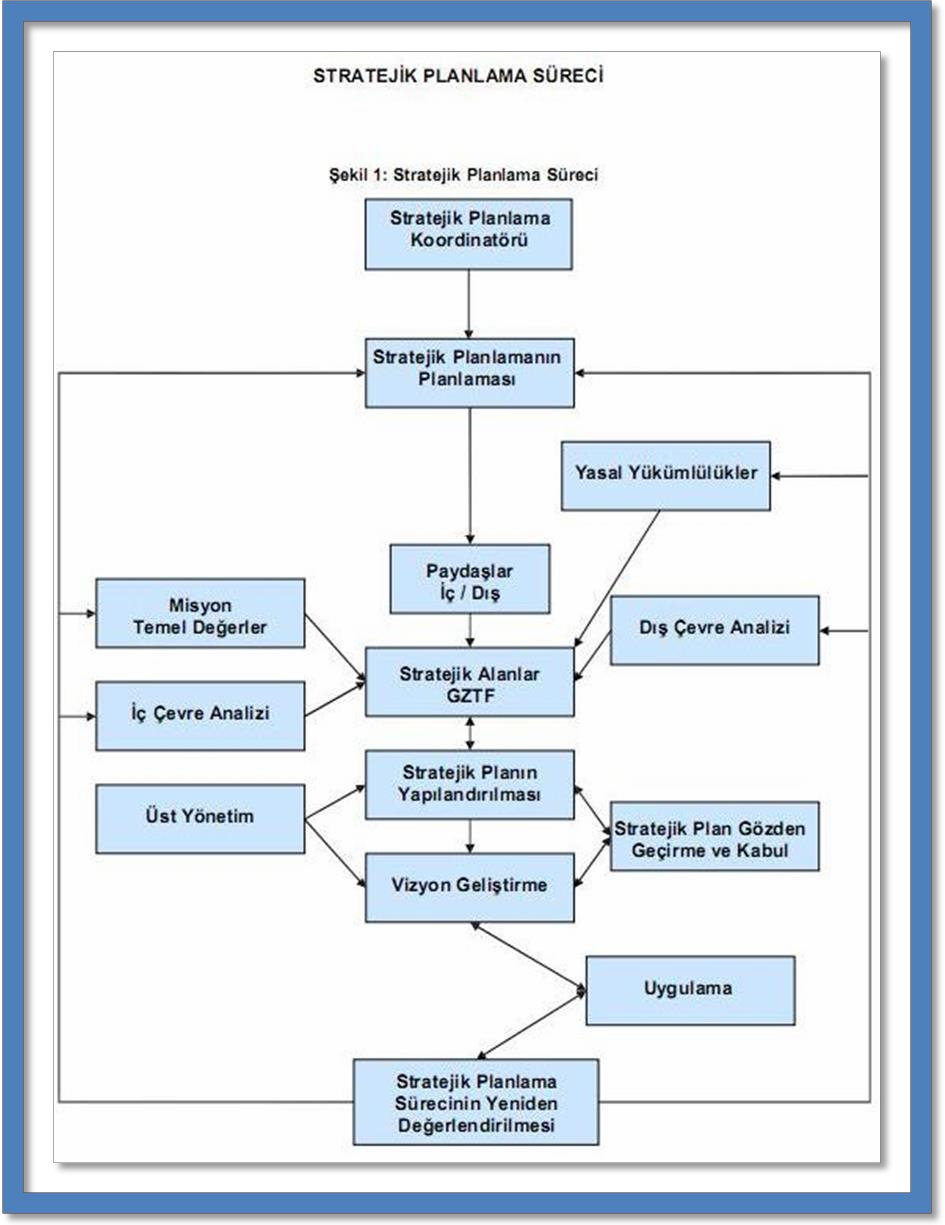 STRATEJİK PLANLAMA SÜRECİ
Şekil 1: Stratejik Planlama Süreci
Stratejik Planlama
Koordinatörü
Stratejik Planlamanın
Planlaması
Yasal Yükümlülükler
Paydaşlar
İç / Dış
Misyon
Temel Değerler
Dış Çevre Analizi
Stratejik Alanlar
GZTF
İç Çevre Analizi
Stratejik Planın
Yapılandırılması
Üst Yönetim
Stratejik Plan Gözden
Geçirme ve Kabul
Vizyon Geliştirme
Uygulama
Stratejik Planlama
Sürecinin Yeniden
Değerlendirilmesi